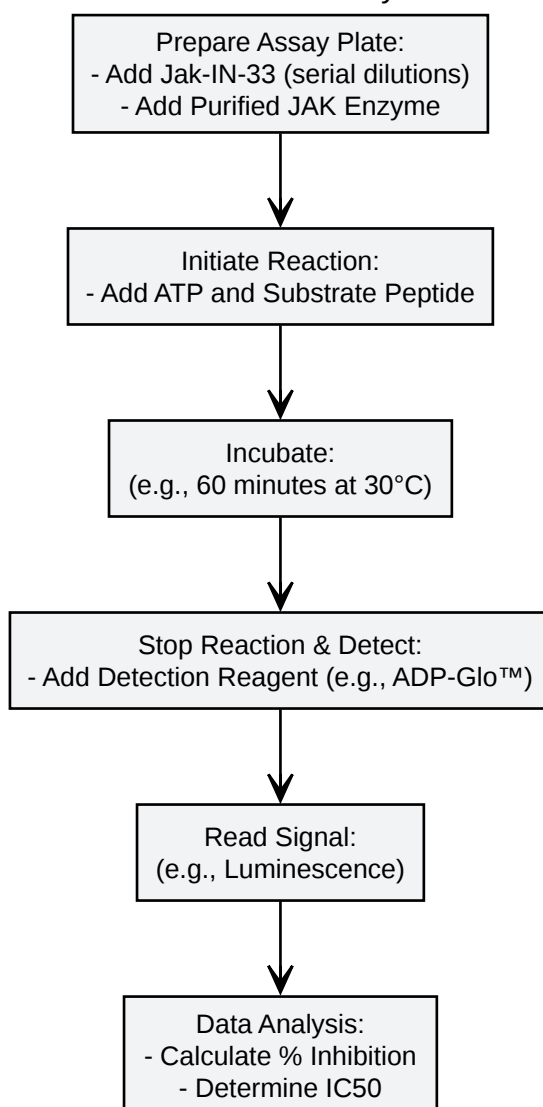 Prepare Assay Plate:
- Add Jak-IN-33 (serial dilutions)
- Add Purified JAK Enzyme
Initiate Reaction:
- Add ATP and Substrate Peptide
Incubate:
(e.g., 60 minutes at 30°C)
Stop Reaction & Detect:
- Add Detection Reagent (e.g., ADP-Glo™)
Read Signal:
(e.g., Luminescence)
Data Analysis:
- Calculate % Inhibition
- Determine IC50